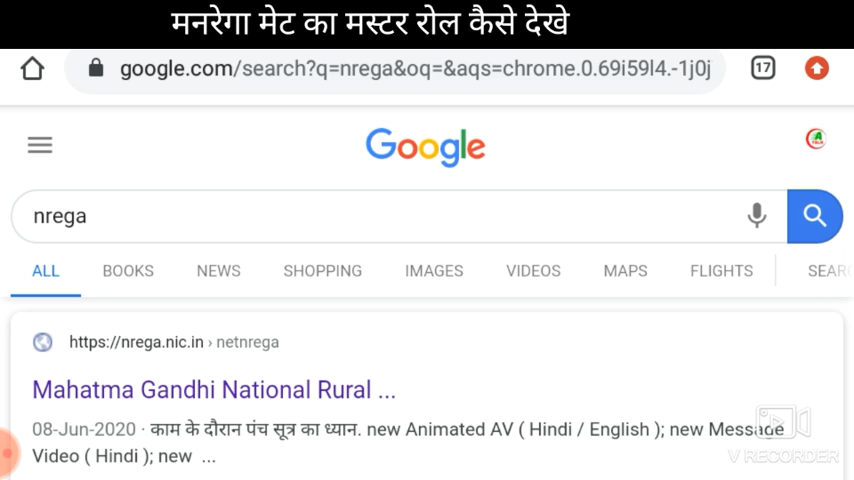 मनरेगा मेट का मस्टर रोल कैसे देखे
google.com/search?q=nrega&oq=&aqs=chrome.0.69i59l4.-1j0j
17
Google
nrega
ALL BOOKS NEWS SHOPPING IMAGES VIDEOS MAPS FLIGHTS SEAR
https://nrega.nic.in › netnrega
Mahatma Gandhi National Rural ...
08-Jun-2020 · काम के दौरान पंच सूत्र का ध्यान. new Animated AV ( Hindi / English ); new Message
Video ( Hindi ); new ...
V RECORDER